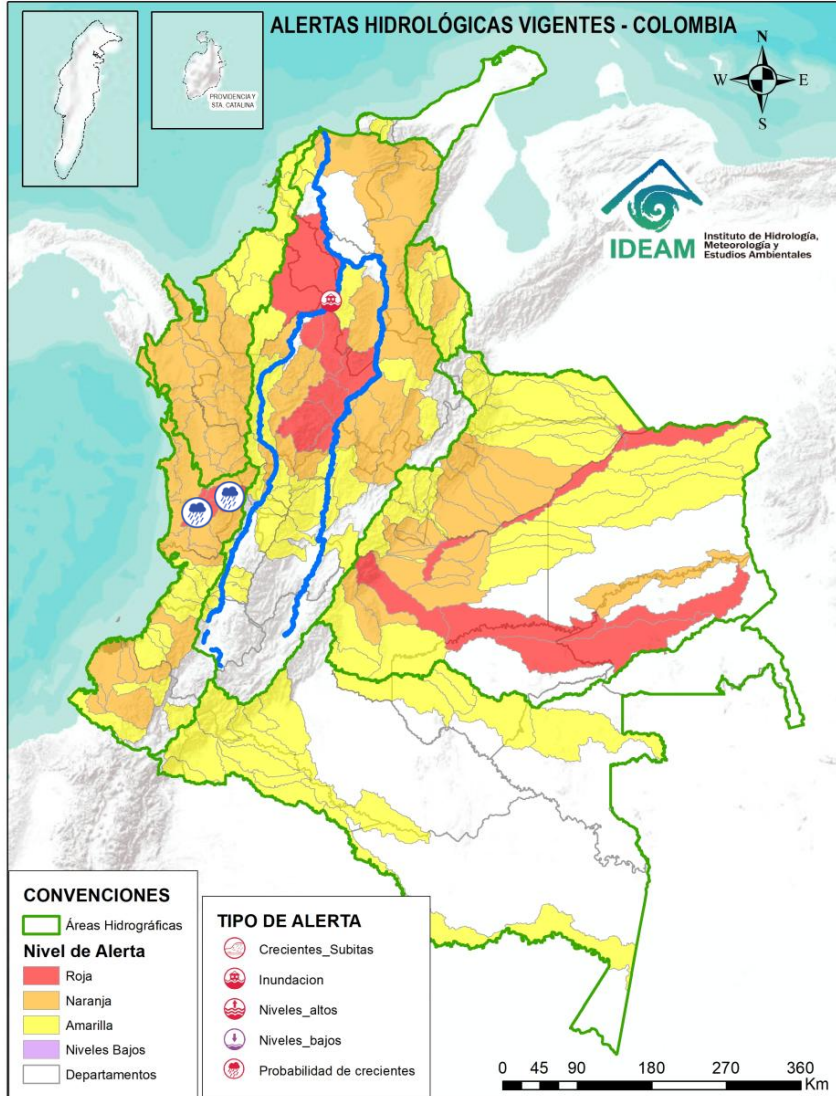 ALERTAS HIDROLÓGICAS VIGENTES - COLOMBIA
PROVIDENCIA Y
STA. CATALINA
N
W
E
S
IDEAM
Instituto de Hidrología,
Meteorología y
Estudios Ambientales
CONVENCIONES
Áreas Hidrográficas
Nivel de Alerta
Roja
Naranja
Amarilla
Niveles Bajos
Departamentos
TIPO DE ALERTA
Crecientes_Subitas
Inundacion
Niveles_altos
Niveles_bajos
Probabilidad de crecientes
0 45 90 180 270 360
Km